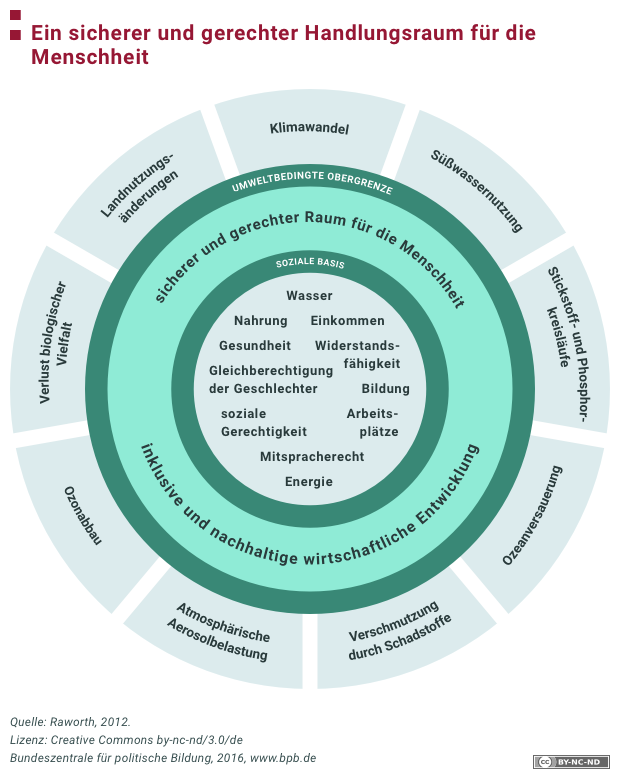 Ein sicherer und gerechter Handlungsraum für die
Menschheit
Klimawandel
Süßwassernutzung
Stickstoff- und Phosphor-
kreisläufe
Ozeanversauerung
Verschmutzung
durch Schadstoffe
Atmosphärische
Aerosolbelastung
Ozonabbau
Verlust biologischer
Vielfalt
Landnutzungs-
änderungen
UMWELTBEDINGTE OBERGRENZE
sicherer und gerechter Raum für die Menschheit
SOZIALE BASIS
Wasser
Nahrung Einkommen
Gesundheit Widerstands-
fähigkeit
Gleichberechtigung
der Geschlechter Bildung
soziale Arbeits-
Gerechtigkeit plätze
Mitspracherecht
Energie
inklusive und nachhaltige wirtschaftliche Entwicklung
Quelle: Raworth, 2012.
Lizenz: Creative Commons by-nc-nd/3.0/de
Bundeszentrale für politische Bildung, 2016, www.bpb.de
cc BY-NC-ND